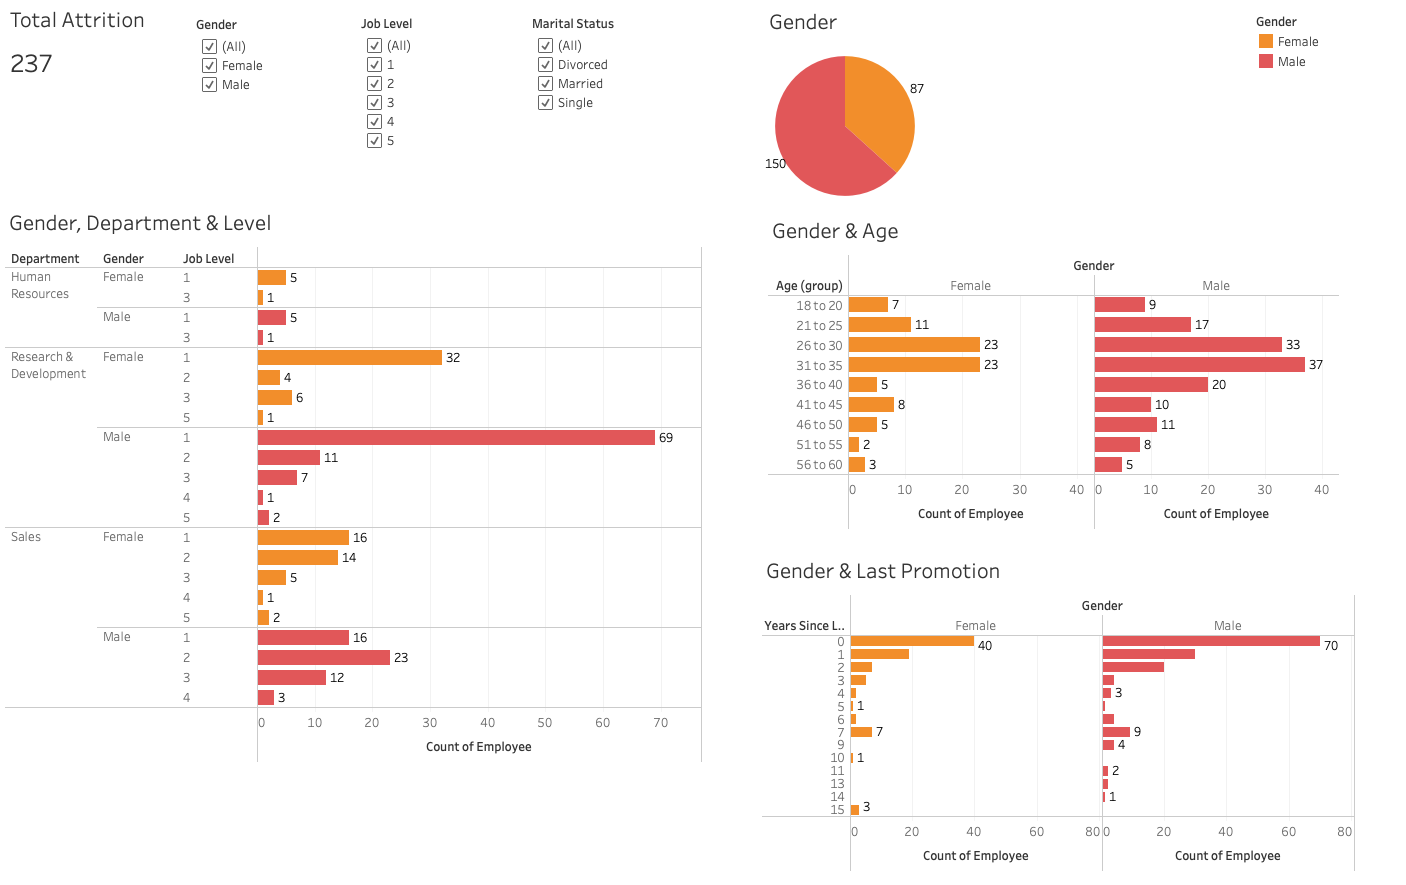 Total Attrition
237
Gender
(All)
Female
Male
Job Level
(All)
1
2
3
4
5
Marital Status
(All)
Divorced
Married
Single
Gender
87
150
Gender
Female
Male
Gender, Department & Level
Department Gender Job Level
Human Resources Female 1 5
3 1
Male 1 5
3 1
Research & Development Female 1 32
2 4
3 6
5 1
Male 1 69
2 11
3 7
4 1
5 2
Sales Female 1 16
2 14
3 5
4 1
5 2
Male 1 16
2 23
3 12
4 3
0 10 20 30 40 50 60 70
Count of Employee
Gender & Age
Gender
Age (group) Female Male
18 to 20 7 9
21 to 25 11 17
26 to 30 23 33
31 to 35 23 37
36 to 40 5 20
41 to 45 8 10
46 to 50 5 11
51 to 55 2 8
56 to 60 3 5
0 10 20 30 40 0 10 20 30 40
Count of Employee Count of Employee
Gender & Last Promotion
Gender
Years Since L.. Female Male
0 40 70
1
2
3
4 3
5 1
6
7 7 9
9 4
10 1
11 2
13
14 1
15 3
0 20 40 60 80 0 20 40 60 80
Count of Employee Count of Employee